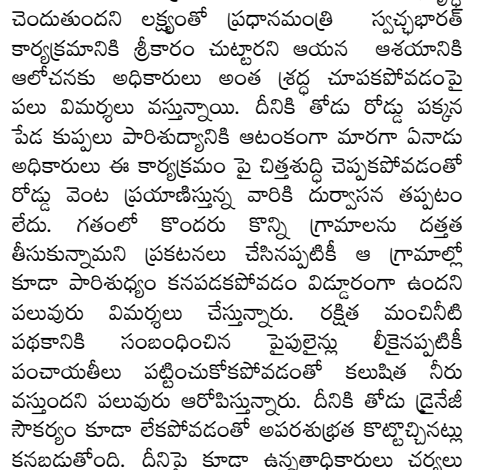 చెందుతుందని లక్ష్యంతో ప్రధానమంత్రి స్వచ్ఛభారత్
కార్యక్రమానికి శ్రీకారం చుట్టారని ఆయన ఆశయానికి
ఆలోచనకు అధికారులు అంత శ్రద్ధ చూపకపోవడంపై
పలు విమర్శలు వస్తున్నాయి. దీనికి తోడు రోడ్డు పక్కన
పేడ కుప్పలు పారిశుద్యానికి ఆటంకంగా మారగా ఏనాడు
అధికారులు ఈ కార్యక్రమం పై చిత్తశుద్ధి చెప్పకపోవడంతో
రోడ్డు వెంట ప్రయాణిస్తున్న వారికి దుర్వాసన తప్పటం
లేదు. గతంలో కొందరు కొన్ని గ్రామాలను దత్తత
తీసుకున్నామని ప్రకటనలు చేసినప్పటికీ ఆ గ్రామాల్లో
కూడా పారిశుధ్యం కనపడకపోవడం విడ్డూరంగా ఉందని
పలువురు విమర్శలు చేస్తున్నారు. రక్షిత మంచినీటి
పథకానికి సంబంధించిన పైపులైన్లు లీకైనప్పటికీ
పంచాయతీలు పట్టించుకోకపోవడంతో కలుషిత నీరు
వస్తుందని పలువురు ఆరోపిస్తున్నారు. దీనికి తోడు డ్రైనేజీ
సౌకర్యం కూడా లేకపోవడంతో అపరశుభ్రత కొట్టొచ్చినట్లు
కనబడుతోంది. దీనిపై కూడా ఉన్నతాధికారులు చర్యలు